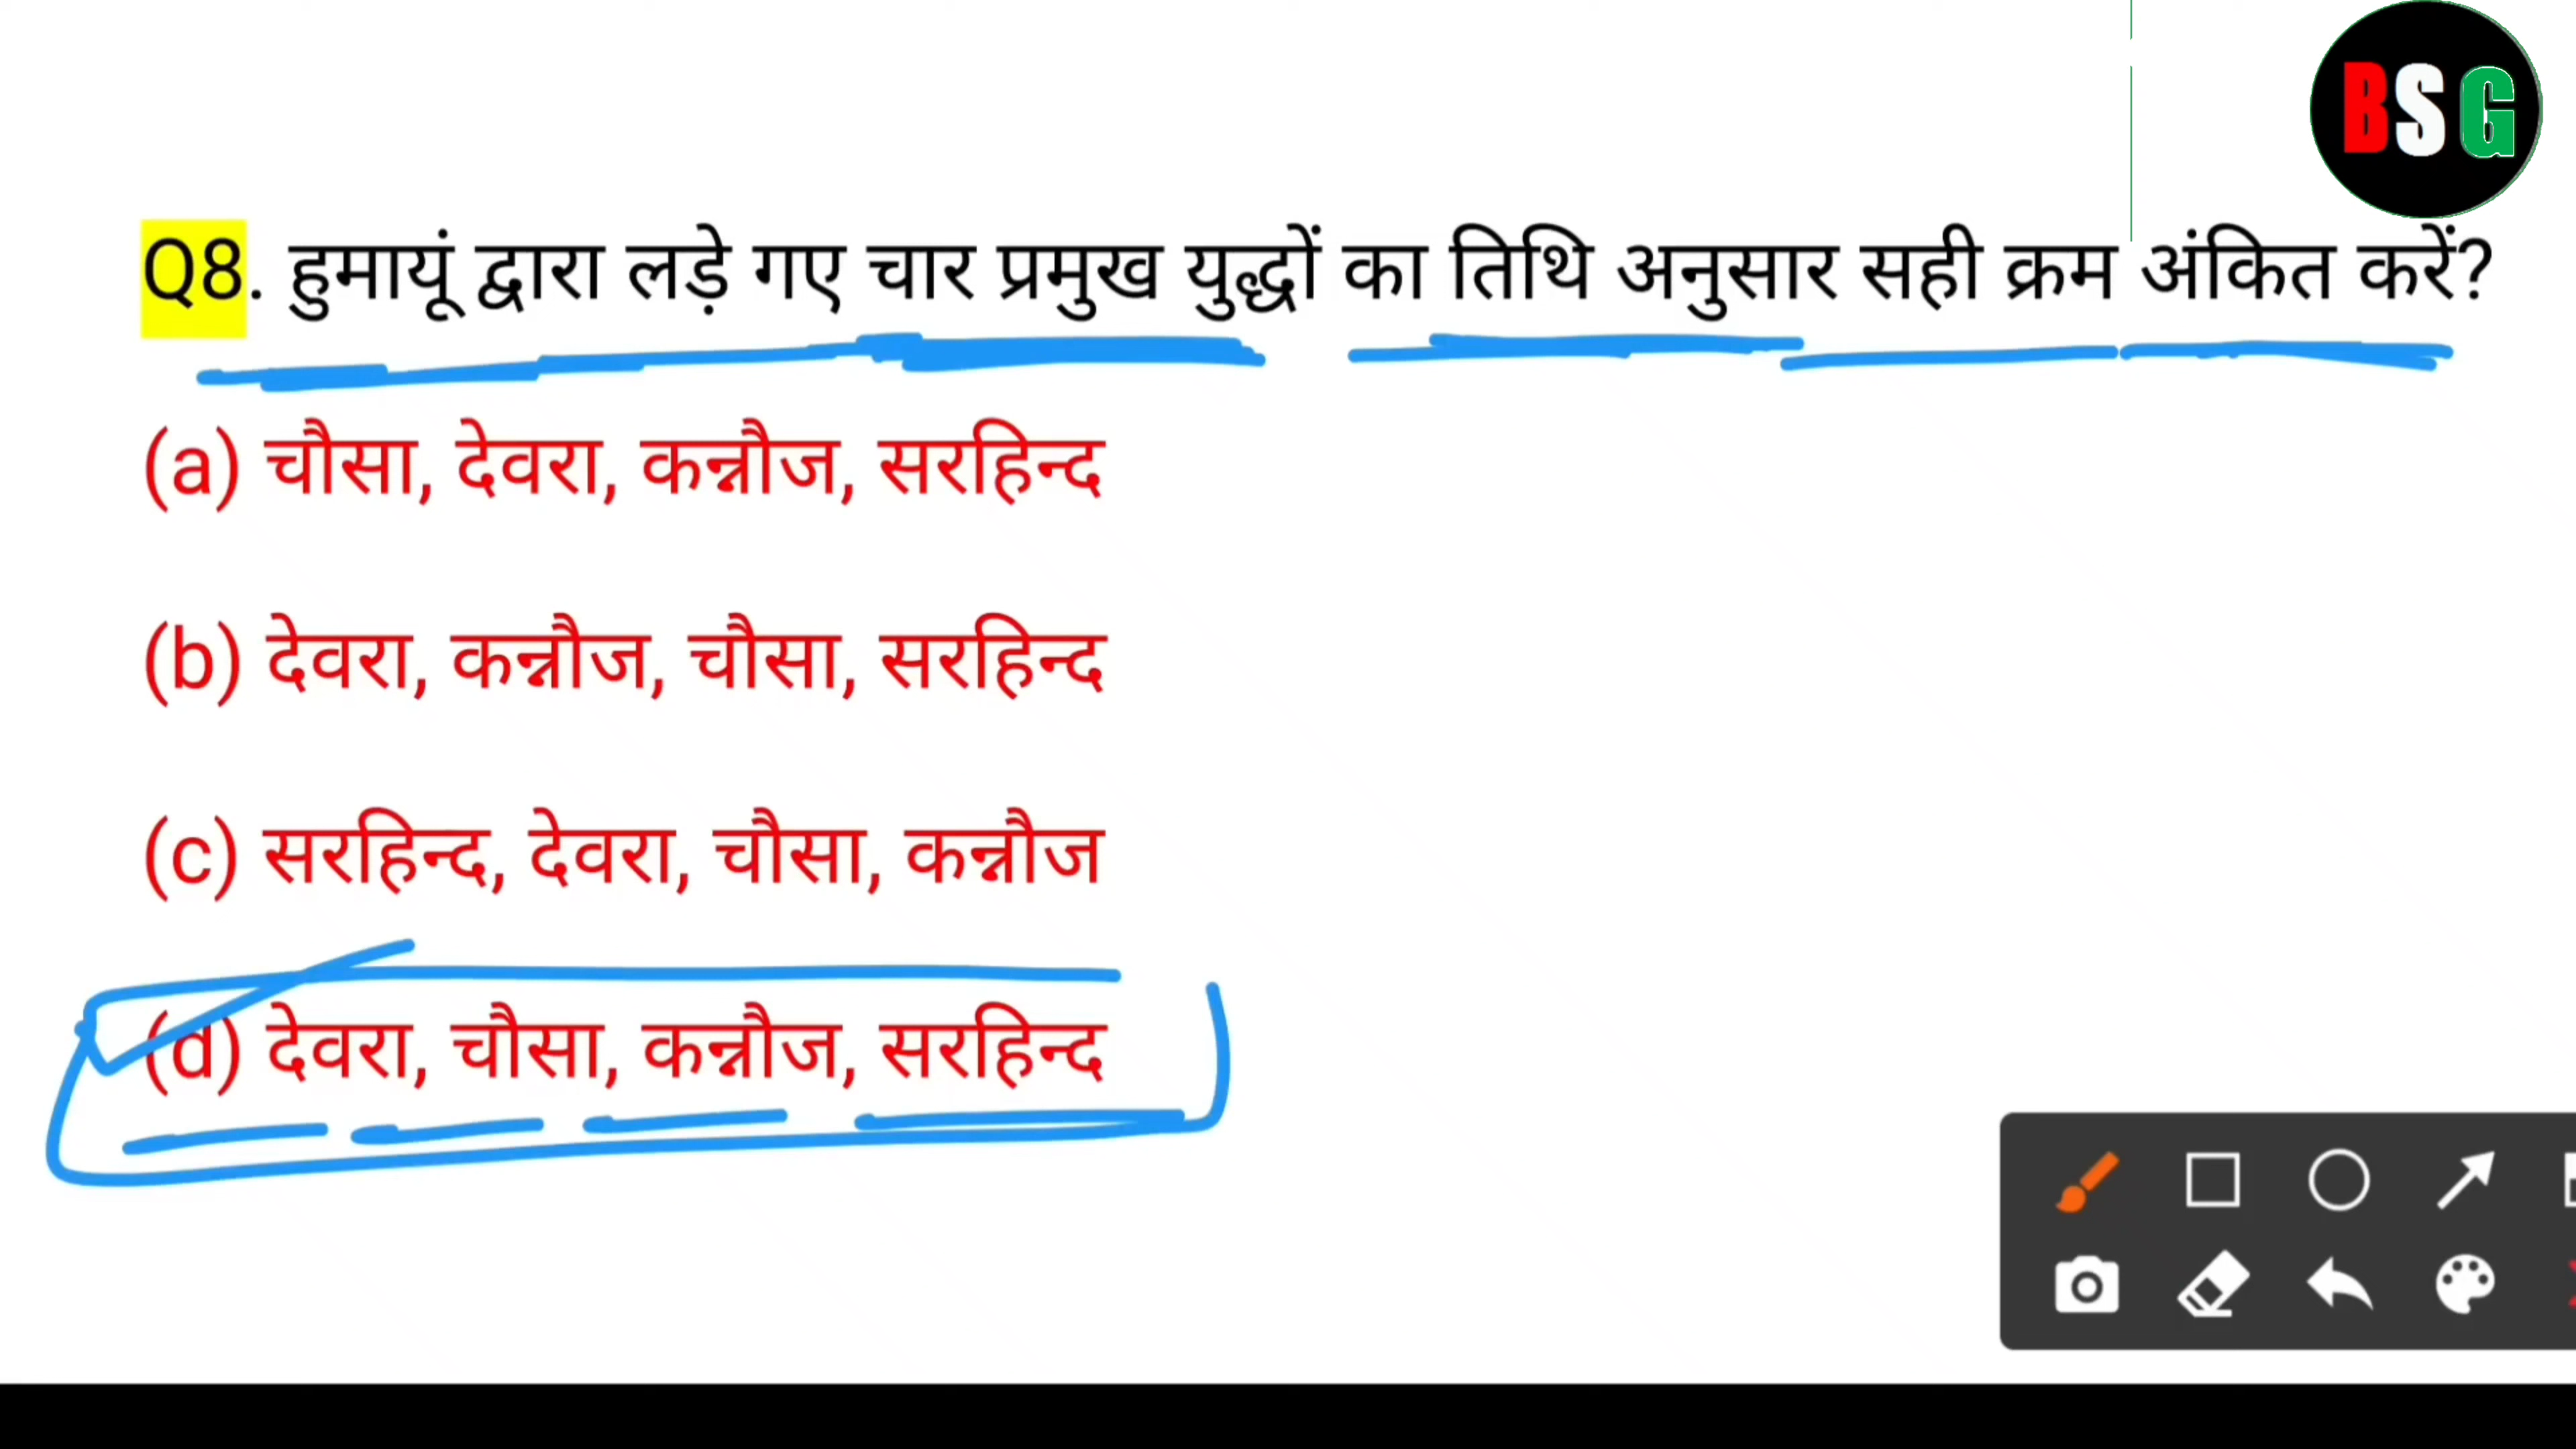 BSG
Q8. हुमायूं द्वारा लड़े गए चार प्रमुख युद्धों का तिथि अनुसार सही क्रम अंकित करें?
(a) चौसा, देवरा, कन्नौज, सरहिन्द
(b) देवरा, कन्नौज, चौसा, सरहिन्द
(c) सरहिन्द, देवरा, चौसा, कन्नौज
(d) देवरा, चौसा, कन्नौज, सरहिन्द